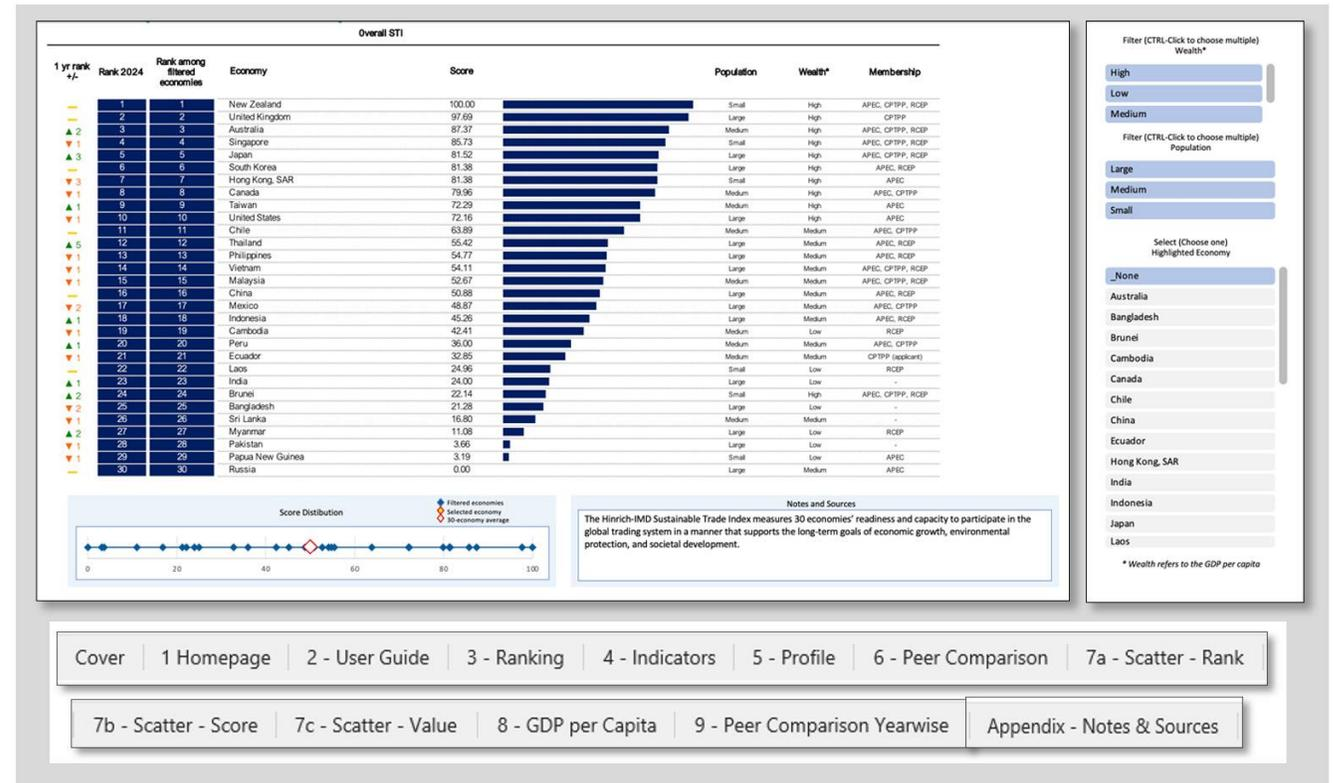 Overall STI
1 yr rank +/- Rank 2024 Rank among filtered economies Economy Score Population Wealth* Membership
— 1 1 New Zealand 100.00 Small High APEC, CPTPP, RCEP
— 2 2 United Kingdom 97.69 Large High CPTPP
▲ 2 3 3 Australia 87.37 Medium High APEC, CPTPP, RCEP
▼ 1 4 4 Singapore 85.73 Small High APEC, CPTPP, RCEP
▲ 3 5 5 Japan 81.52 Large High APEC, CPTPP, RCEP
— 6 6 South Korea 81.38 Large High APEC, RCEP
▼ 3 7 7 Hong Kong, SAR 81.38 Small High APEC
▼ 1 8 8 Canada 79.96 Medium High APEC, CPTPP
▲ 1 9 9 Taiwan 72.29 Medium High APEC
▼ 1 10 10 United States 72.16 Large High APEC
— 11 11 Chile 63.89 Medium Medium APEC, CPTPP
▲ 5 12 12 Thailand 55.42 Large Medium APEC, RCEP
▼ 1 13 13 Philippines 54.77 Large Medium APEC, RCEP
▼ 1 14 14 Vietnam 54.11 Large Medium APEC, CPTPP, RCEP
▼ 1 15 15 Malaysia 52.67 Medium Medium APEC, CPTPP, RCEP
— 16 16 China 50.88 Large Medium APEC, RCEP
▼ 2 17 17 Mexico 48.87 Large Medium APEC, CPTPP
▲ 1 18 18 Indonesia 45.26 Large Medium APEC, RCEP
▼ 1 19 19 Cambodia 42.41 Medium Low RCEP
▲ 1 20 20 Peru 36.00 Medium Medium APEC, CPTPP
▼ 1 21 21 Ecuador 32.85 Medium Medium CPTPP (applicant)
— 22 22 Laos 24.96 Small Low RCEP
▲ 1 23 23 India 24.00 Large Low -
▲ 2 24 24 Brunei 22.14 Small High APEC, CPTPP, RCEP
▼ 2 25 25 Bangladesh 21.28 Large Low -
▼ 1 26 26 Sri Lanka 16.80 Medium Medium -
▲ 2 27 27 Myanmar 11.08 Large Low RCEP
▼ 1 28 28 Pakistan 3.66 Large Low -
▼ 1 29 29 Papua New Guinea 3.19 Small Low APEC
— 30 30 Russia 0.00 Large Medium APEC
Score Distibution
Filtered economies
Selected economy
30-economy average
0 20 40 60 80 100
Notes and Sources
The Hinrich-IMD Sustainable Trade Index measures 30 economies' readiness and capacity to participate in the
global trading system in a manner that supports the long-term goals of economic growth, environmental
protection, and societal development.
Filter (CTRL-Click to choose multiple)
Wealth*
High
Low
Medium
Filter (CTRL-Click to choose multiple)
Population
Large
Medium
Small
Select (Choose one)
Highlighted Economy
_None
Australia
Bangladesh
Brunei
Cambodia
Canada
Chile
China
Ecuador
Hong Kong, SAR
India
Indonesia
Japan
Laos
* Wealth refers to the GDP per capita
Cover 1 Homepage 2 - User Guide 3 - Ranking 4 - Indicators 5 - Profile 6 - Peer Comparison 7a - Scatter - Rank
7b - Scatter - Score 7c - Scatter - Value 8 - GDP per Capita 9 - Peer Comparison Yearwise Appendix - Notes & Sources